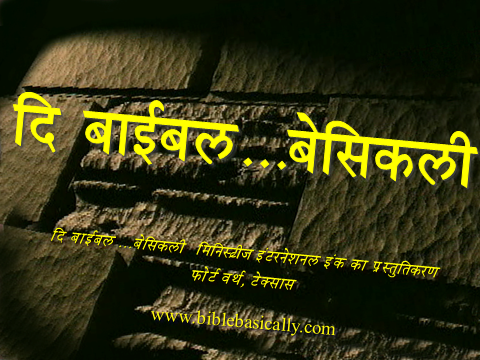 दि बाईबल...बेसिकली
दि बाईबल ...बेसिकली मिनिस्ट्रीज इंटरनेशनल इंक का प्रस्तुतिकरण
फोर्ट वर्थ, टेक्सास
www.biblebasically.com